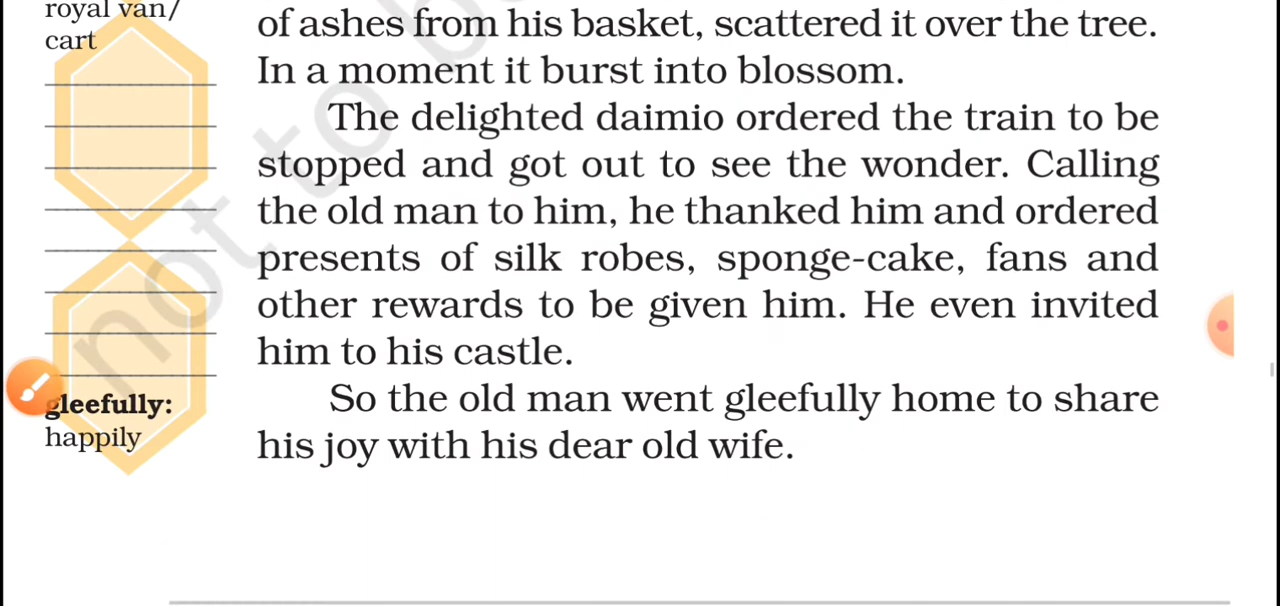 royal van/
cart
of ashes from his basket, scattered it over the tree.
In a moment it burst into blossom.
The delighted daimio ordered the train to be
stopped and got out to see the wonder. Calling
the old man to him, he thanked him and ordered
presents of silk robes, sponge-cake, fans and
other rewards to be given him. He even invited
him to his castle.
gleefully:
happily
So the old man went gleefully home to share
his joy with his dear old wife.
not to b